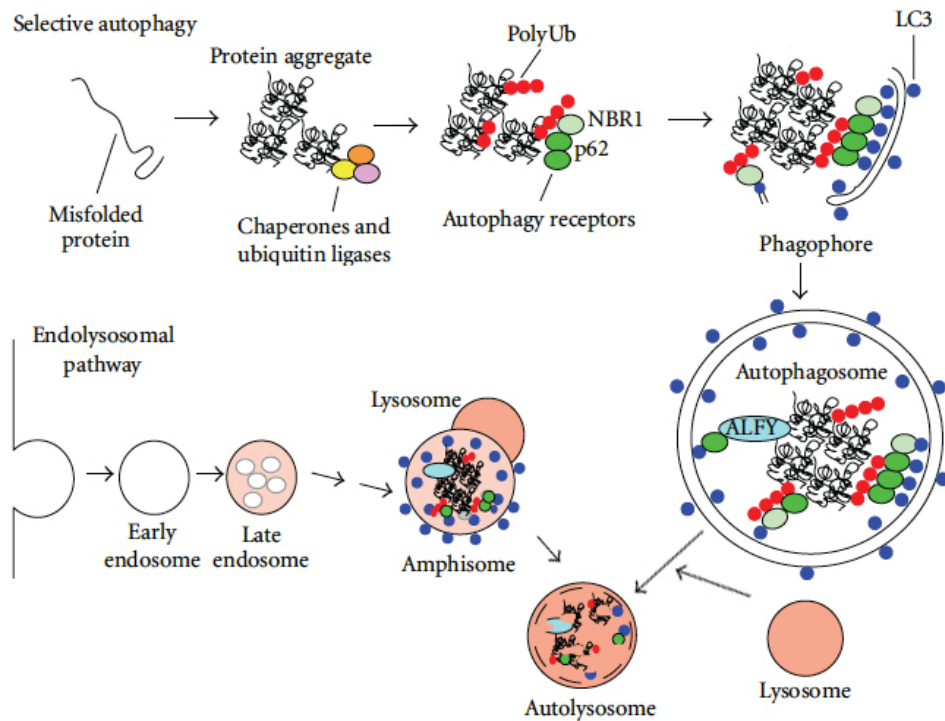 Selective autophagy
Misfolded
protein
Protein aggregate
Chaperones and
ubiquitin ligases
PolyUb
NBR1
p62
Autophagy receptors
LC3
Phagophore
Endolysosomal
pathway
Early
endosome
Late
endosome
Lysosome
Amphisome
Autophagosome
ALFY
Autolysosome
Lysosome